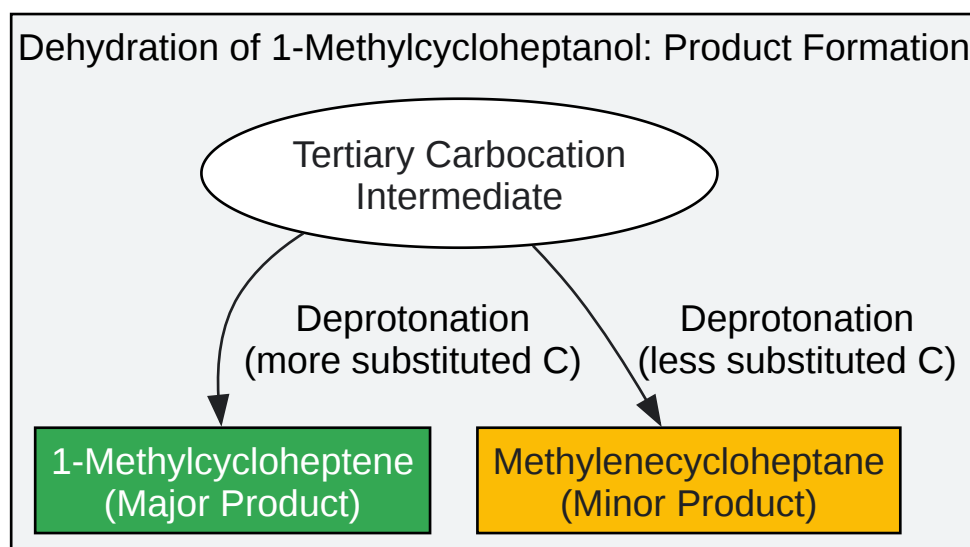 Dehydration of 1-Methylcycloheptanol: Product Formation
Tertiary Carbocation
Intermediate
Deprotonation
(more substituted C)
Deprotonation
(less substituted C)
1-Methylcycloheptene
(Major Product)
Methylenecycloheptane
(Minor Product)